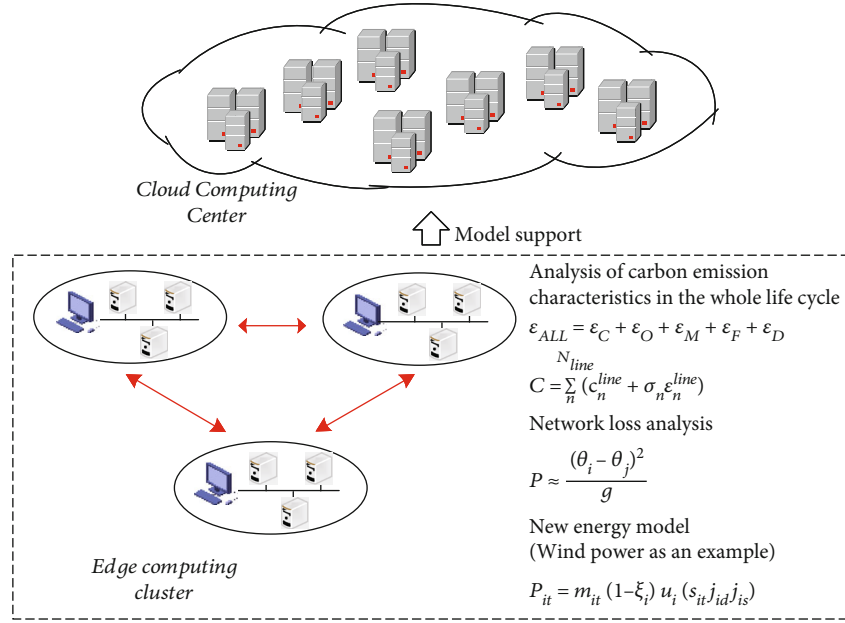 Cloud Computing
Center
Model support
Analysis of carbon emission
characteristics in the whole life cycle
ε_ALL = ε_C + ε_O + ε_M + ε_F + ε_D
C = ∑_n^{N_line} (c_n^{line} + σ_n ε_n^{line})
Network loss analysis
P ≈ (θ_i – θ_j)^2 / g
New energy model
(Wind power as an example)
P_it = m_it (1–ξ_i) u_i (s_it j_id j_is)
Edge computing
cluster